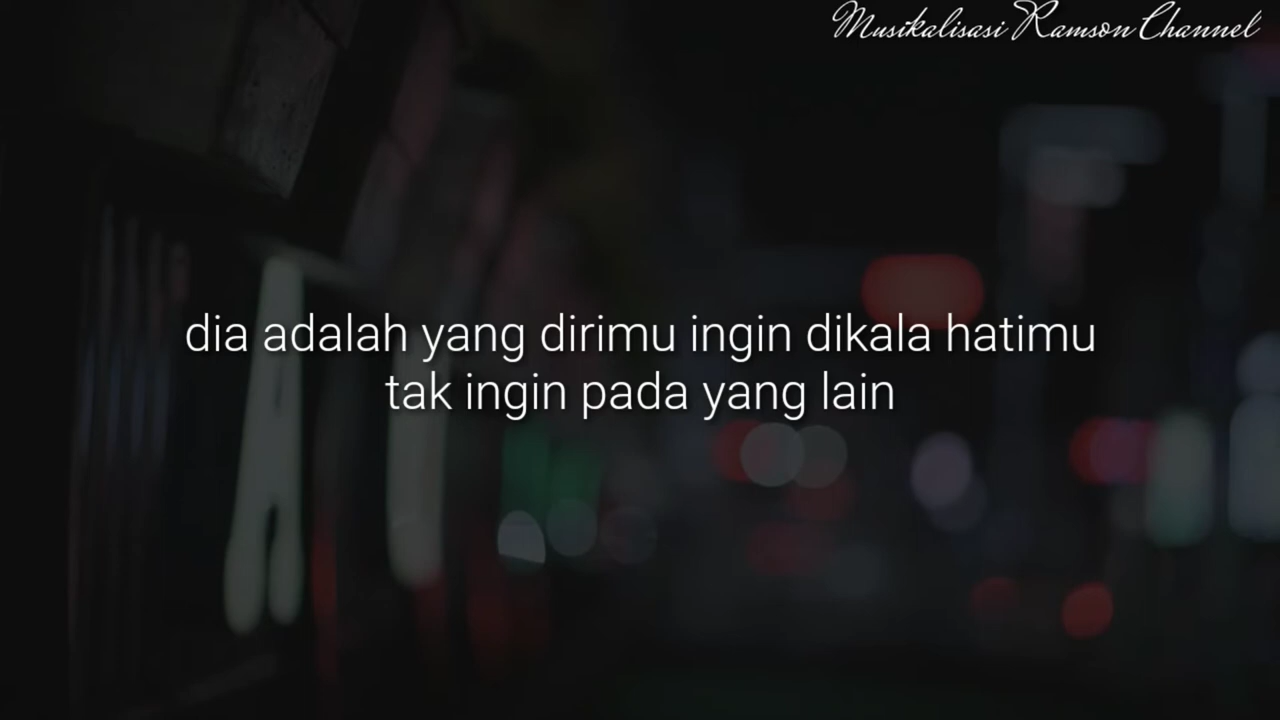 Musikalisasi Ramson Channel
dia adalah yang dirimu ingin dikala hatimu
tak ingin pada yang lain